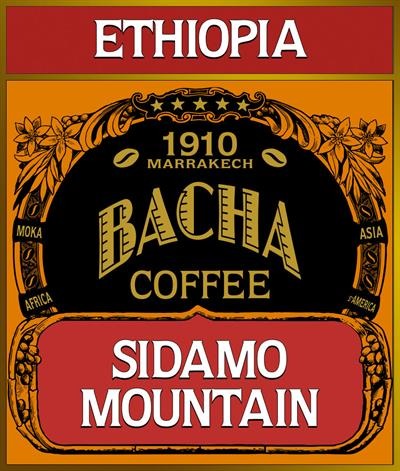 ETHIOPIA
1910
MARRAKECH
BACHA
COFFEE
MOKA
ASIA
AFRICA
S.AMERICA
SIDAMO
MOUNTAIN